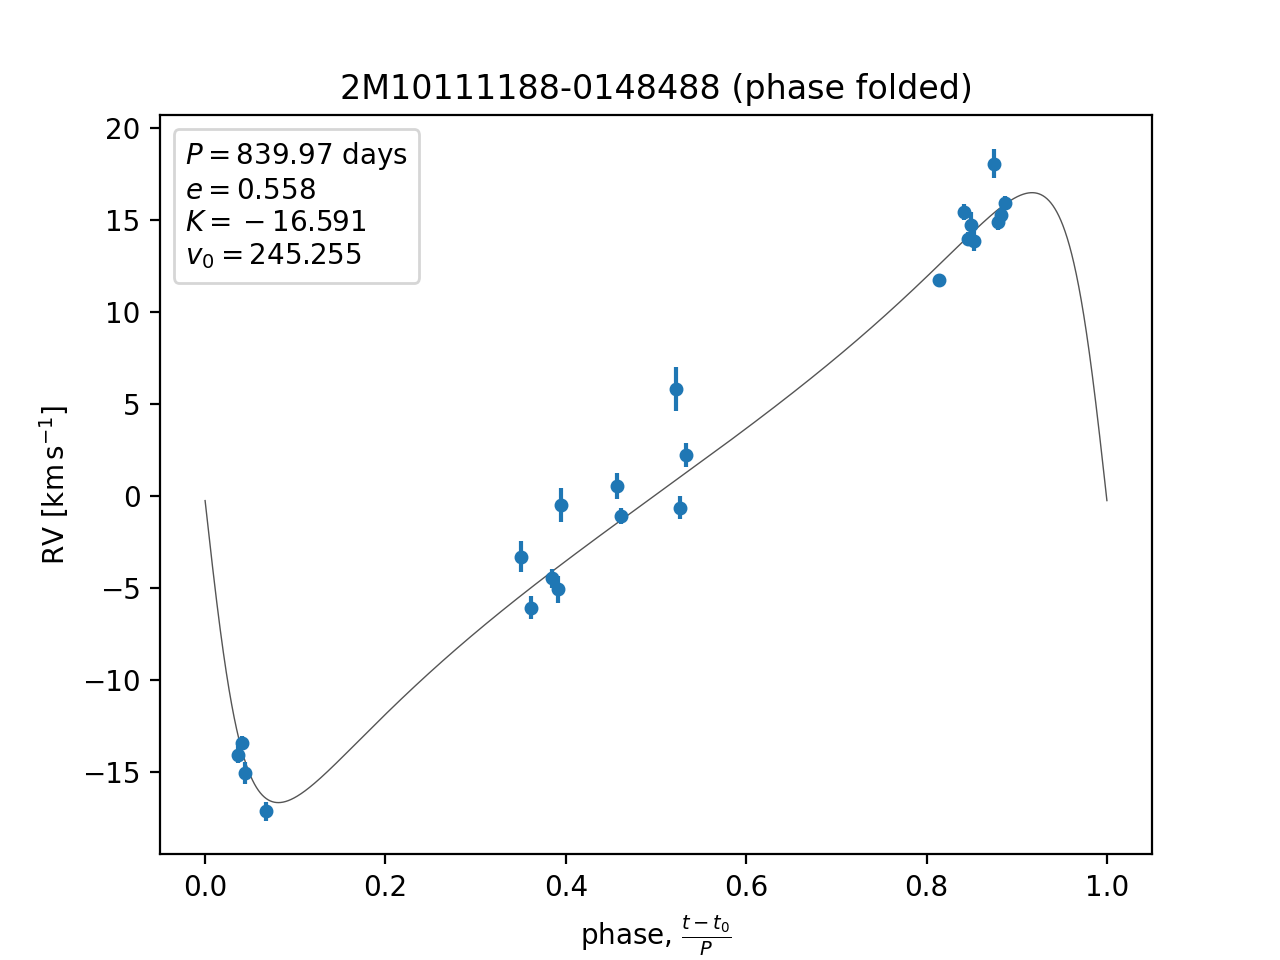 2M10111188-0148488 (phase folded)
P = 839.97 days
e = 0.558
K = −16.591
v₀ = 245.255
20
15
10
5
0
−5
−10
−15
RV [km s⁻¹]
0.0 0.2 0.4 0.6 0.8 1.0
phase, (t − t₀)/P